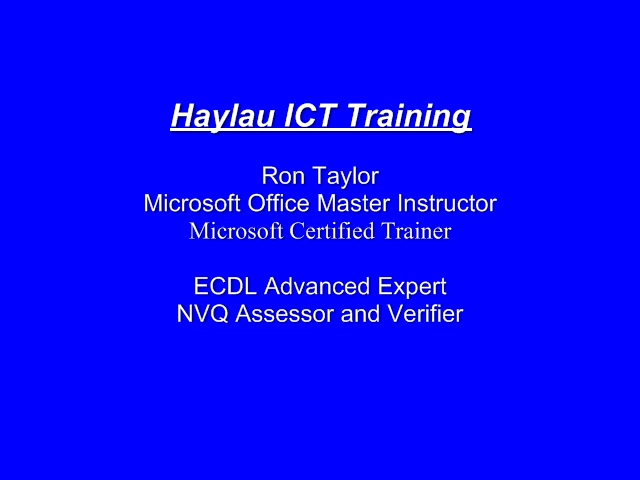 Haylau ICT Training
Ron Taylor
Microsoft Office Master Instructor
Microsoft Certified Trainer
ECDL Advanced Expert
NVQ Assessor and Verifier